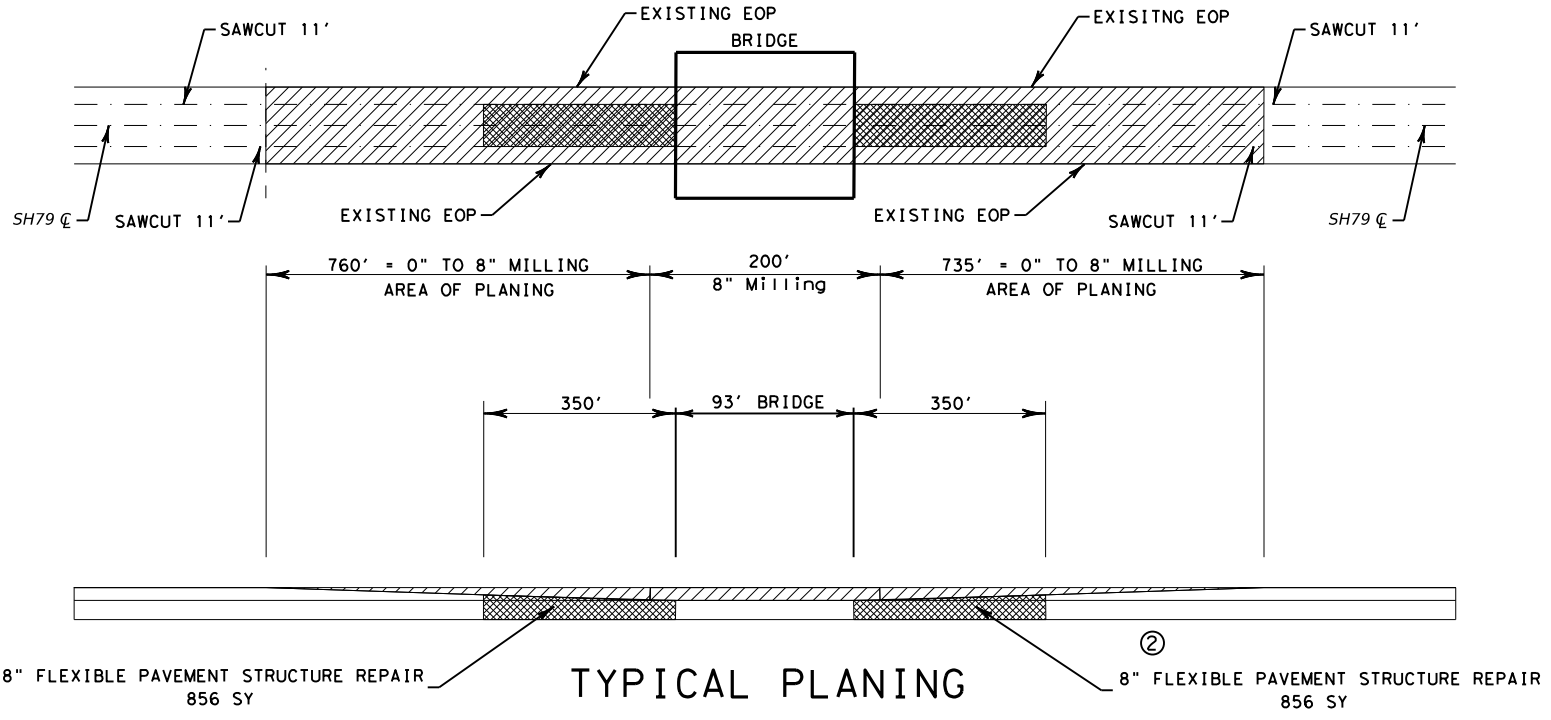 EXISTING EOP
EXISITNG EOP
SAWCUT 11'
BRIDGE
SAWCUT 11'
SH79 ℄
SAWCUT 11'
EXISTING EOP
EXISTING EOP
SAWCUT 11'
SH79 ℄
760' = 0" TO 8" MILLING
AREA OF PLANING
200'
8" Milling
735' = 0" TO 8" MILLING
AREA OF PLANING
350'
93' BRIDGE
350'
2
8" FLEXIBLE PAVEMENT STRUCTURE REPAIR
856 SY
TYPICAL PLANING
8" FLEXIBLE PAVEMENT STRUCTURE REPAIR
856 SY